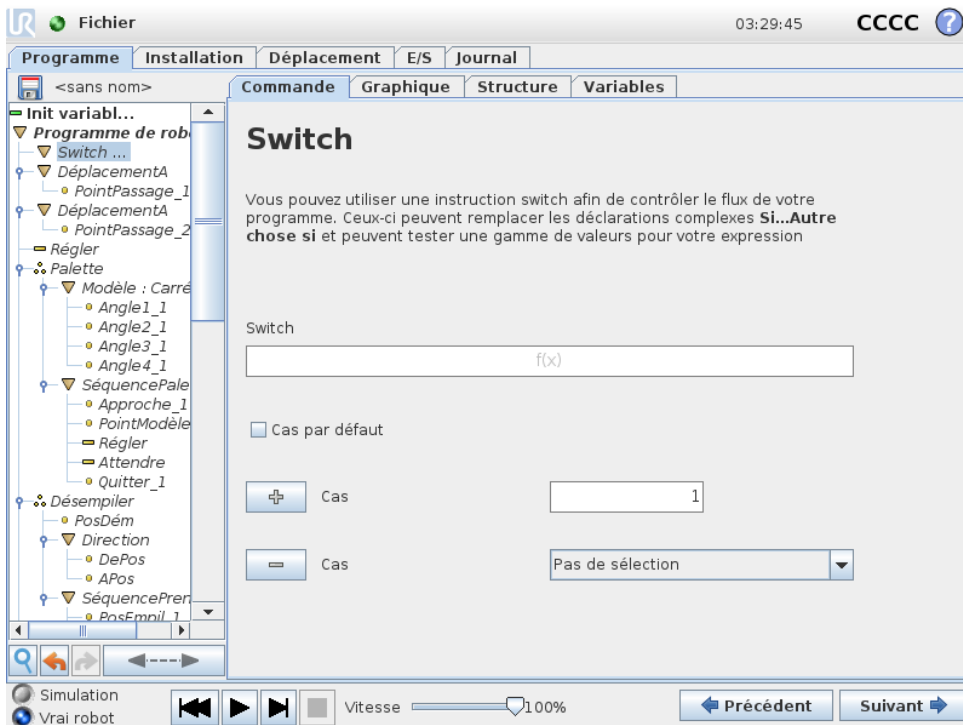 UR Fichier 03:29:45 CCCC ?
Programme Installation Déplacement E/S Journal
<sans nom>
Commande Graphique Structure Variables
Init variabl...
Programme de rob
Switch ...
DéplacementA
PointPassage_1
DéplacementA
PointPassage_2
Régler
Palette
Modèle : Carré
Angle1_1
Angle2_1
Angle3_1
Angle4_1
SéquencePale
Approche_1
PointModèle
Régler
Attendre
Quitter_1
Désempiler
PosDém
Direction
DePos
APos
SéquencePren
PosEmpil_1
Switch
Vous pouvez utiliser une instruction switch afin de contrôler le flux de votre
programme. Ceux-ci peuvent remplacer les déclarations complexes Si...Autre
chose si et peuvent tester une gamme de valeurs pour votre expression
Switch
f(x)
Cas par défaut
Cas 1
Cas Pas de sélection
Simulation
Vrai robot
Vitesse 100%
Précédent Suivant